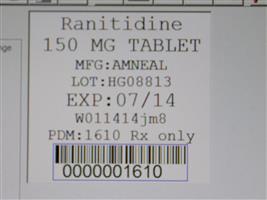 Ranitidine
150 MG TABLET
MFG:AMNEAL
LOT:HG08813
EXP:07/14
W011414jm8
PDM:1610 Rx only
0000001610